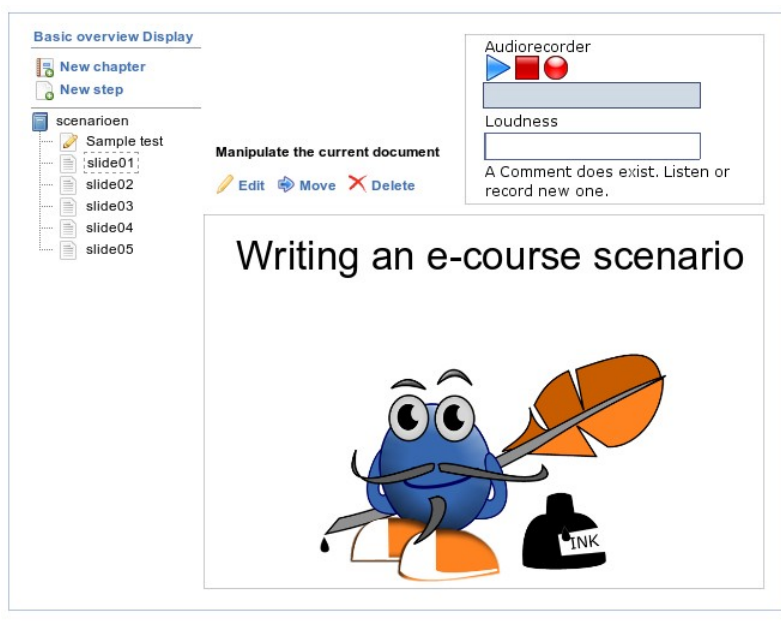 Basic overview Display
New chapter
New step
scenarioen
Sample test
slide01
slide02
slide03
slide04
slide05
Manipulate the current document
Edit Move Delete
Audiorecorder
Loudness
A Comment does exist. Listen or
record new one.
Writing an e-course scenario
INK